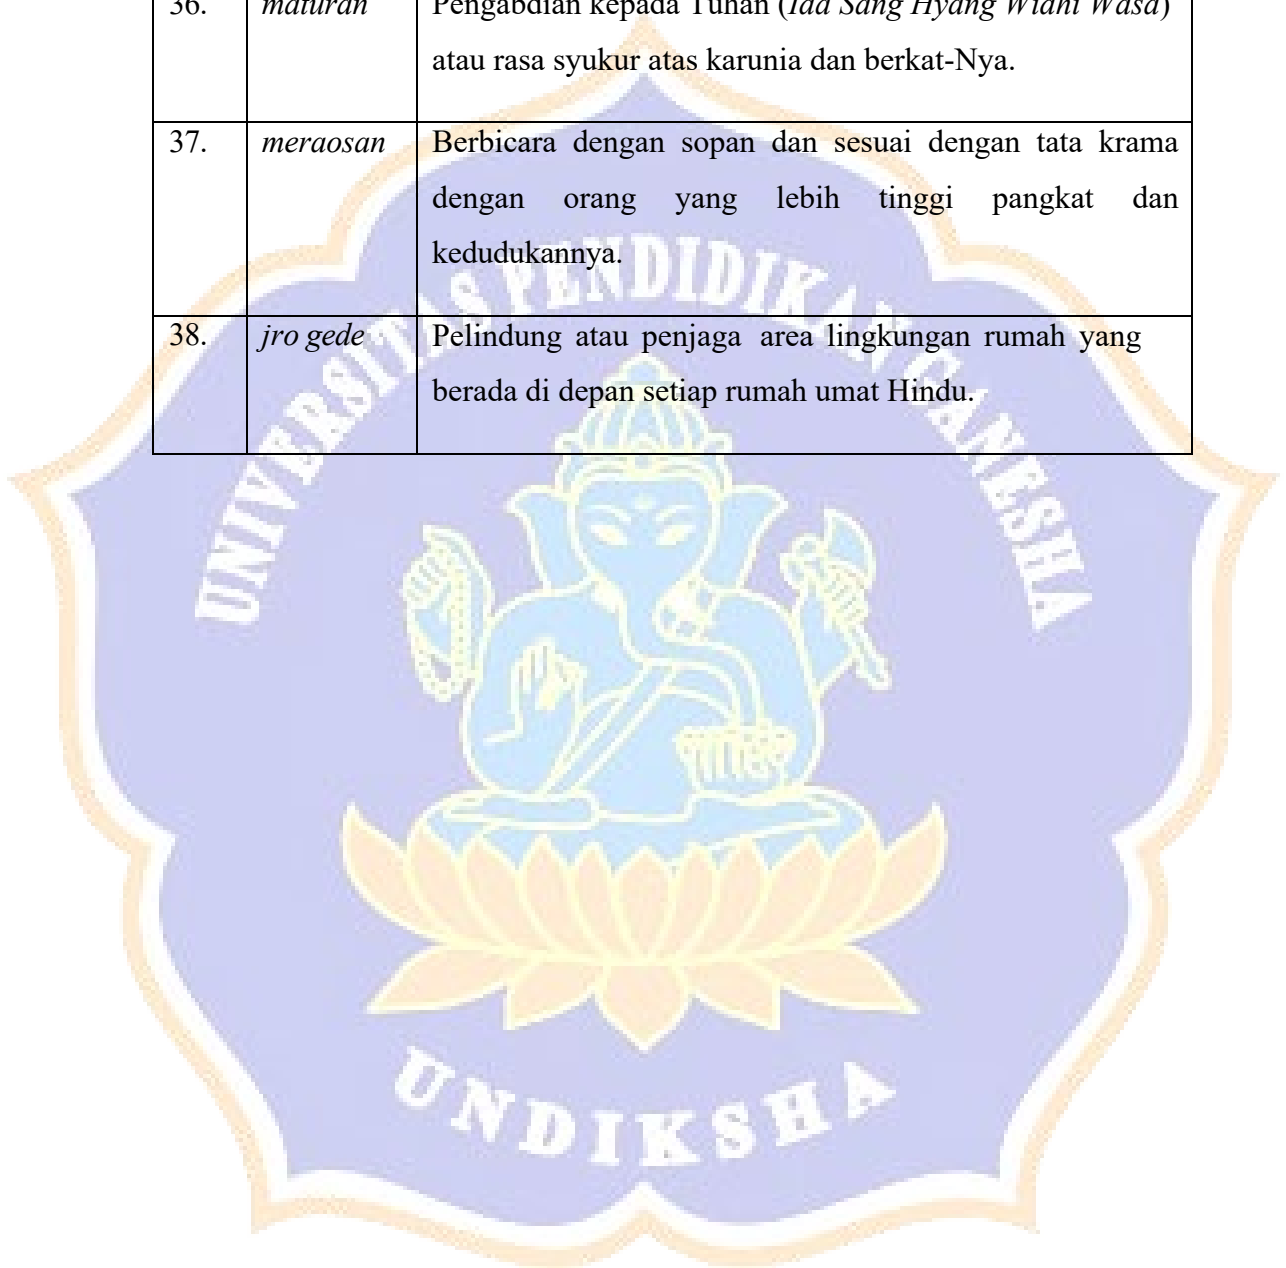 36. maturan Pengabdian kepada Tuhan (Ida Sang Hyang Widhi Wasa)
atau rasa syukur atas karunia dan berkat-Nya.
37. meraosan Berbicara dengan sopan dan sesuai dengan tata krama
dengan orang yang lebih tinggi pangkat dan
kedudukannya.
38. jro gede Pelindung atau penjaga area lingkungan rumah yang
berada di depan setiap rumah umat Hindu.
UNIVERSITAS PENDIDIKAN GANESHA
UNDIKSHA